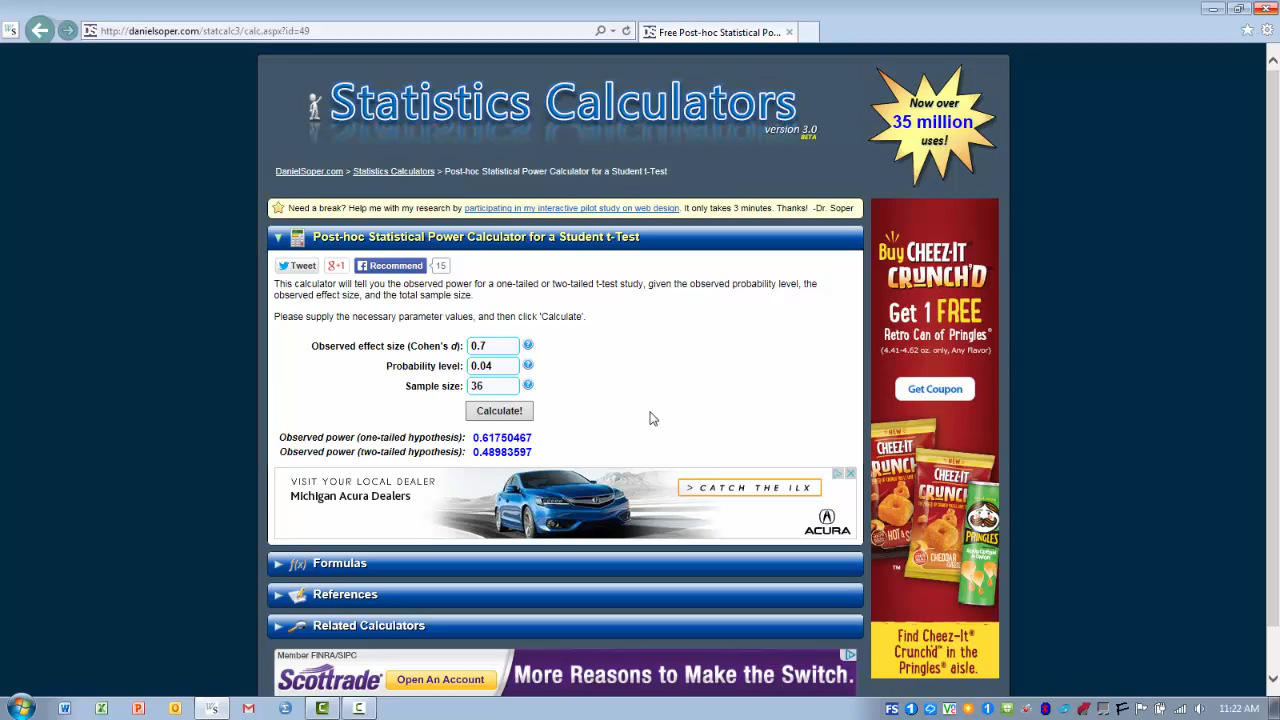 http://danielsoper.com/statcalc3/calc.aspx?id=49
Free Post-hoc Statistical Po...
Statistics Calculators
version 3.0
BETA
Now over
35 million
uses!
DanielSoper.com > Statistics Calculators > Post-hoc Statistical Power Calculator for a Student t-Test
Need a break? Help me with my research by participating in my interactive pilot study on web design. It only takes 3 minutes. Thanks! -Dr. Soper
Post-hoc Statistical Power Calculator for a Student t-Test
Tweet
+1
Recommend
15
This calculator will tell you the observed power for a one-tailed or two-tailed t-test study, given the observed probability level, the
observed effect size, and the total sample size.
Please supply the necessary parameter values, and then click 'Calculate'.
Observed effect size (Cohen's d): 0.7
Probability level: 0.04
Sample size: 36
Calculate!
Observed power (one-tailed hypothesis): 0.61750467
Observed power (two-tailed hypothesis): 0.48983597
VISIT YOUR LOCAL DEALER
Michigan Acura Dealers
> CATCH THE ILX
ACURA
f(x) Formulas
References
Related Calculators
Member FINRA/SIPC
Scottrade
Open An Account
More Reasons to Make the Switch.
Buy CHEEZ-IT
CRUNCH'D
Get 1 FREE
Retro Can of Pringles®
(4.41-4.62 oz. only, Any Flavor)
Get Coupon
CHEEZ-IT
CHEEZ-IT
CRUNCH'D
CHEDDAR
PRINGLES
Find Cheez-It®
Crunch'd in the
Pringles® aisle.
11:22 AM